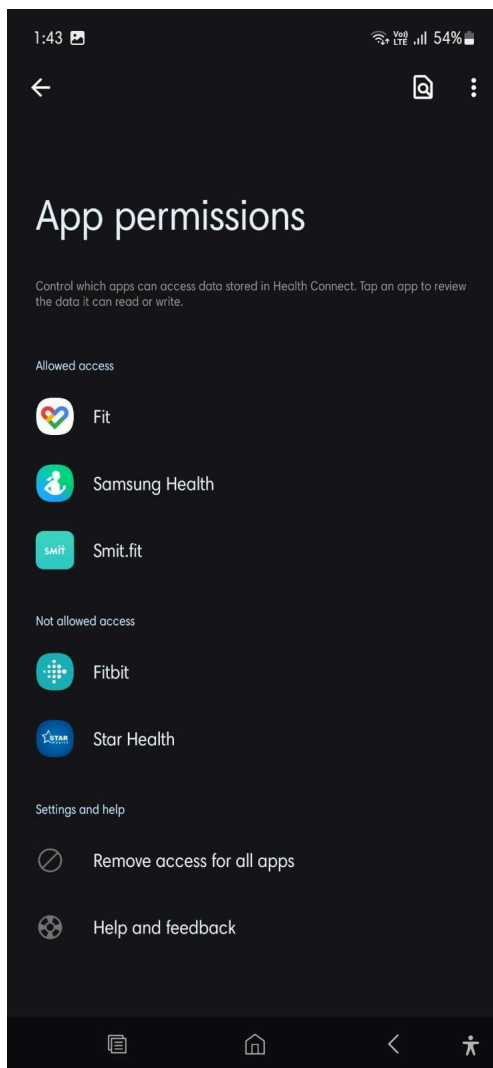 1:43
Vo)) LTE 54%
App permissions
Control which apps can access data stored in Health Connect. Tap an app to review
the data it can read or write.
Allowed access
Fit
Samsung Health
SMIT
Smit.fit
Not allowed access
Fitbit
STAR
Star Health
Settings and help
Remove access for all apps
Help and feedback